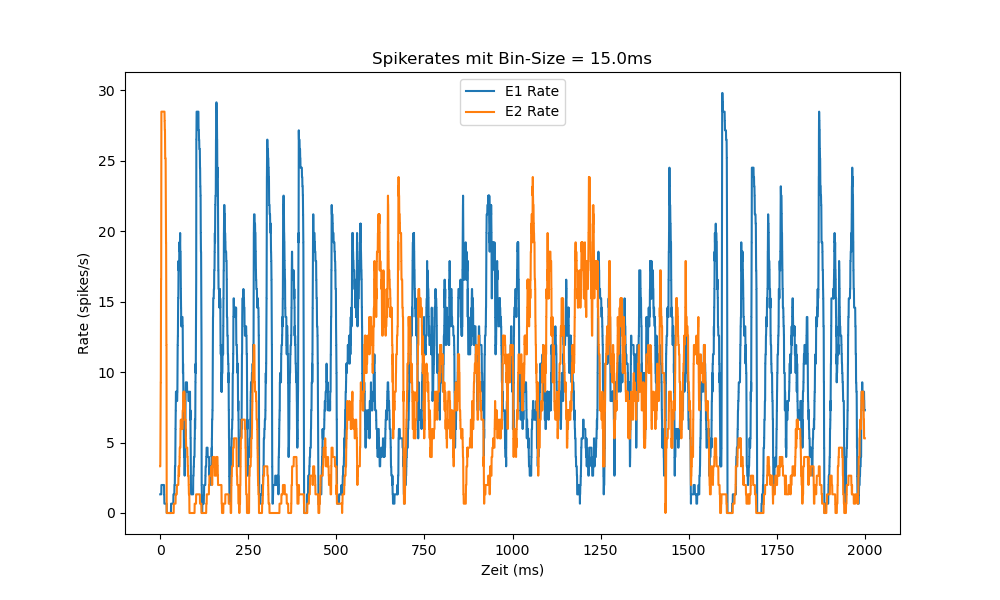 Spikerates mit Bin-Size = 15.0ms
E1 Rate
E2 Rate
30
25
20
15
10
5
0
Rate (spikes/s)
0 250 500 750 1000 1250 1500 1750 2000
Zeit (ms)